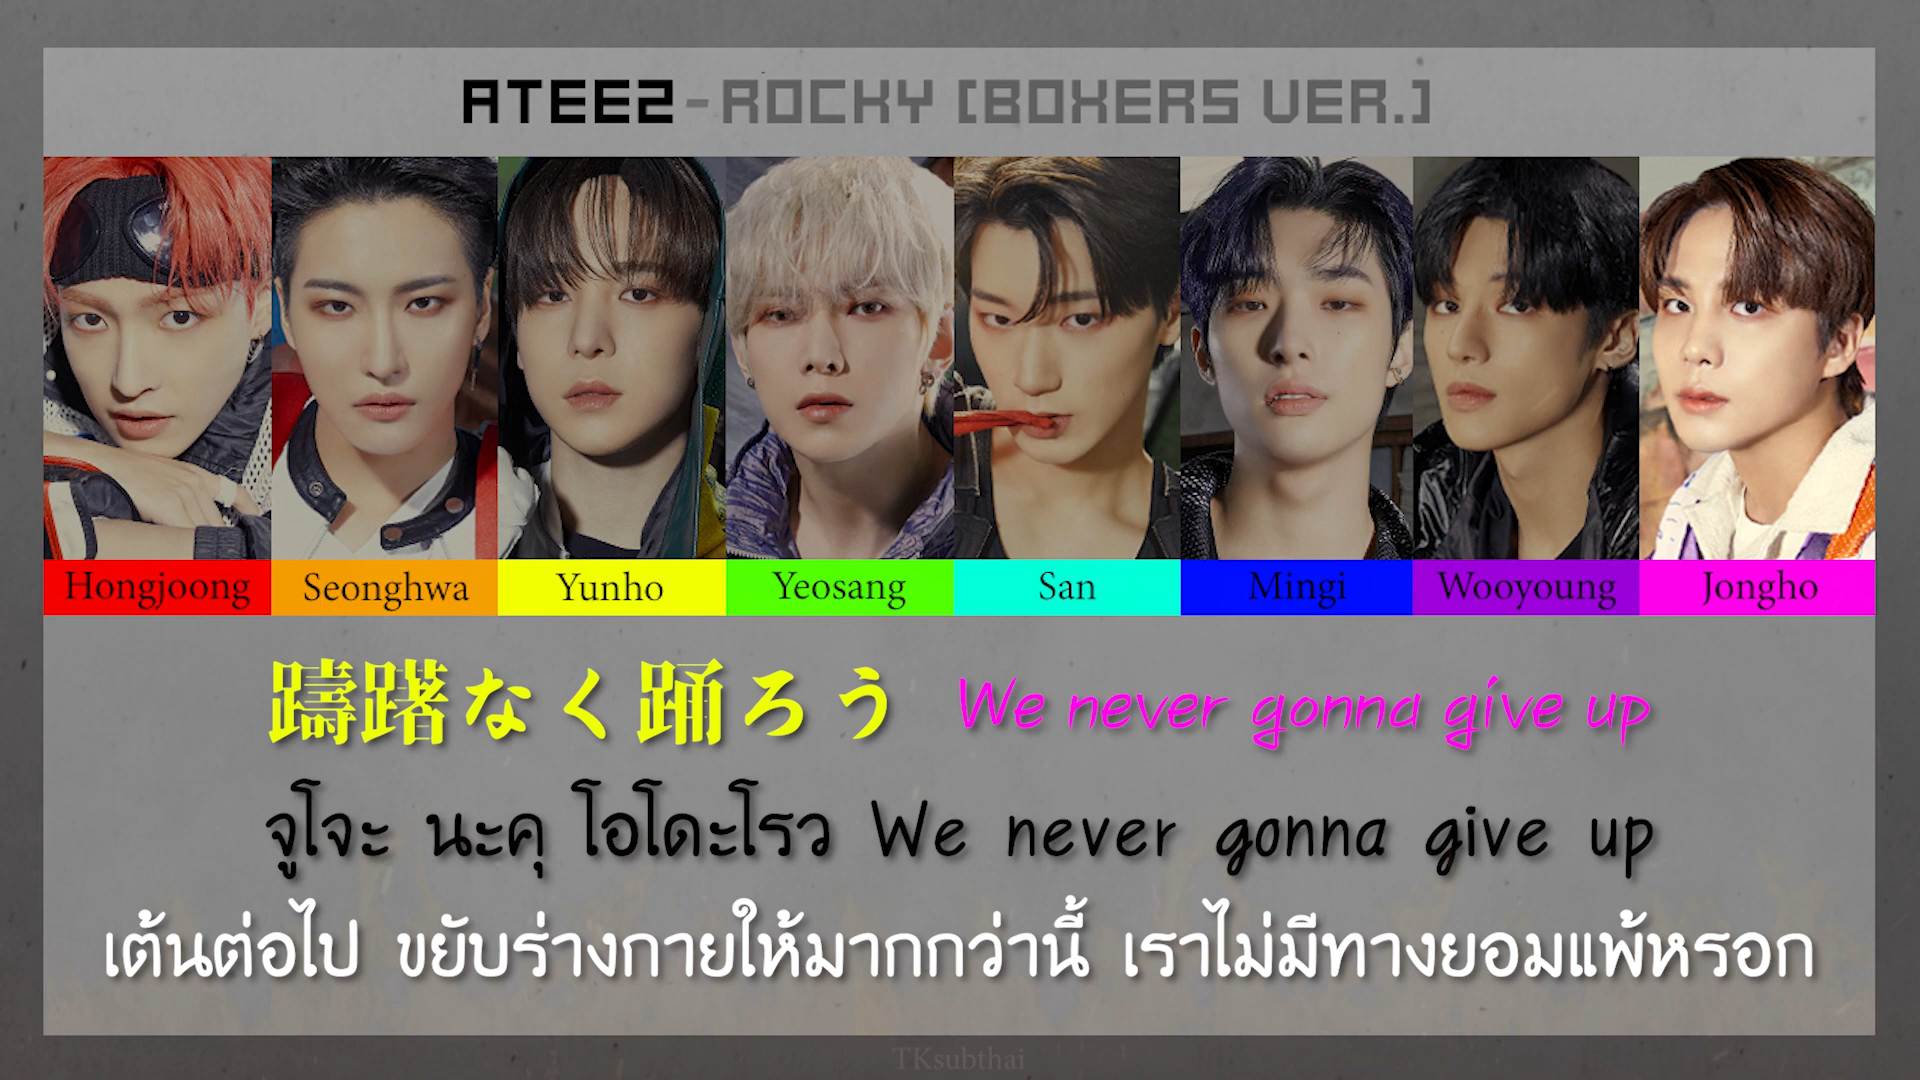 ATEEZ - ROCKY (BOXERS VER.)
Hongjoong Seonghwa Yunho Yeosang San Mingi Wooyoung Jongho
躊躇なく踊ろう We never gonna give up
จูโจะ นะคุ โอโดะโรว We never gonna give up
เต้นต่อไป ขยับร่างกายให้มากกว่านี้ เราไม่มีทางยอมแพ้หรอก
TKsubthai